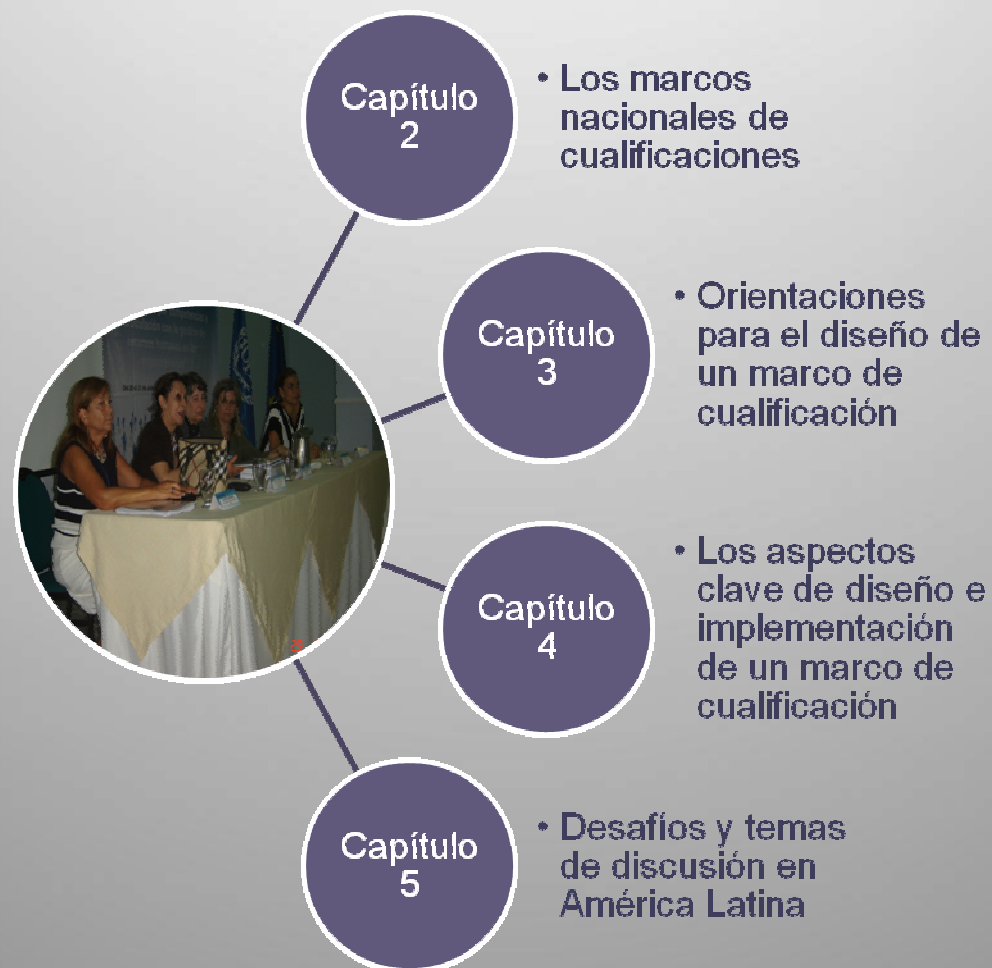 Capítulo
2
• Los marcos
nacionales de
cualificaciones
Capítulo
3
• Orientaciones
para el diseño de
un marco de
cualificación
Capítulo
4
• Los aspectos
clave de diseño e
implementación
de un marco de
cualificación
Capítulo
5
• Desafíos y temas
de discusión en
América Latina